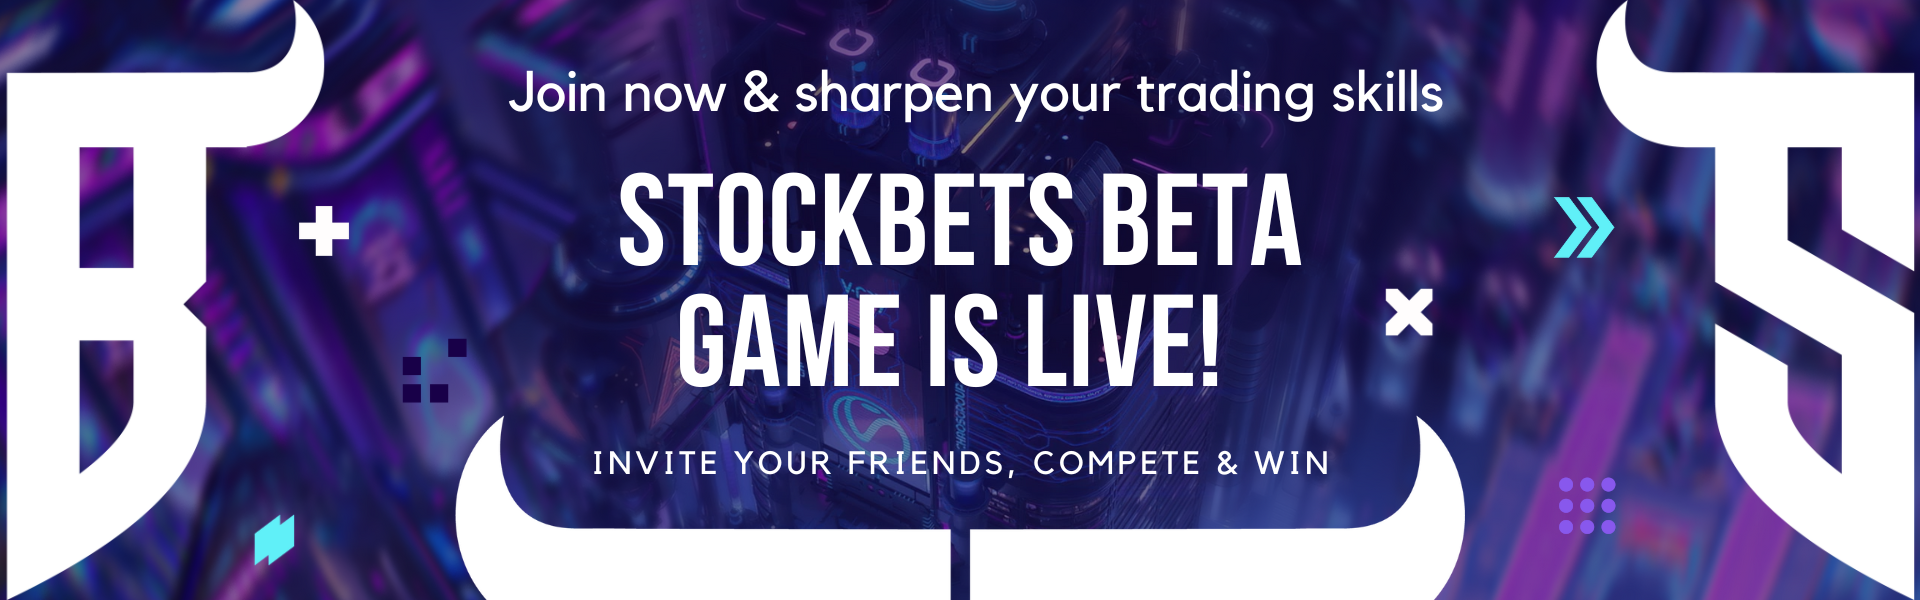 Join now & sharpen your trading skills
STOCKBETS BETA
GAME IS LIVE!
INVITE YOUR FRIENDS, COMPETE & WIN